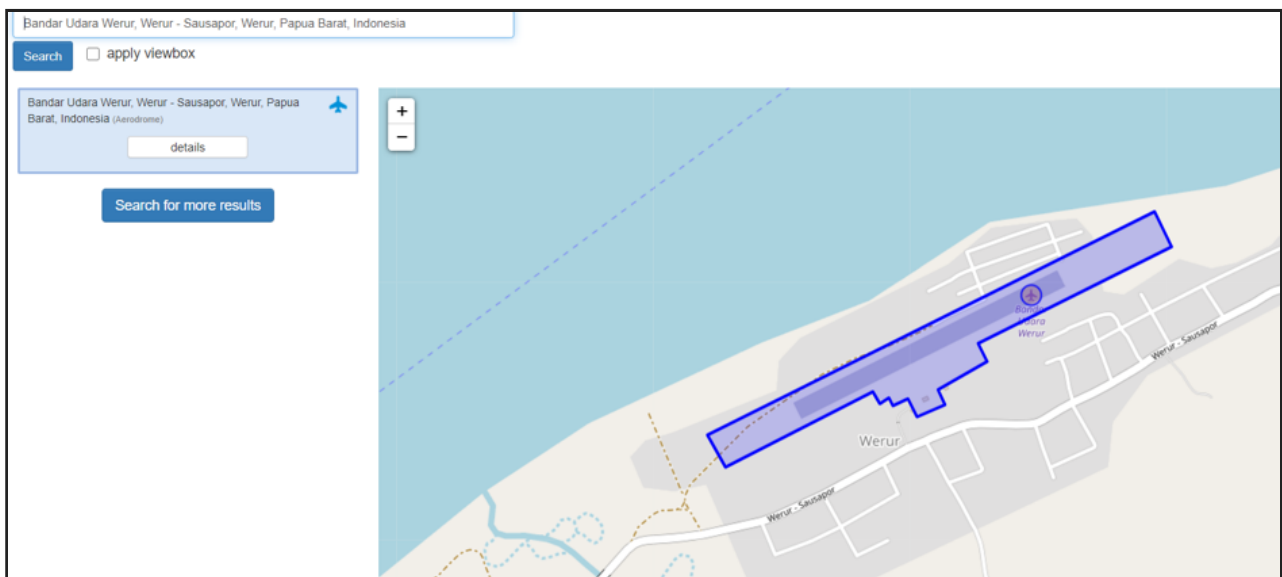 Bandar Udara Werur, Werur - Sausapor, Werur, Papua Barat, Indonesia
Search
apply viewbox
Bandar Udara Werur, Werur - Sausapor, Werur, Papua
Barat, Indonesia (Aerodrome)
details
Search for more results
+
−
Bandar
Udara
Werur
Werur - Sausapor
Werur
Werur - Sausapor